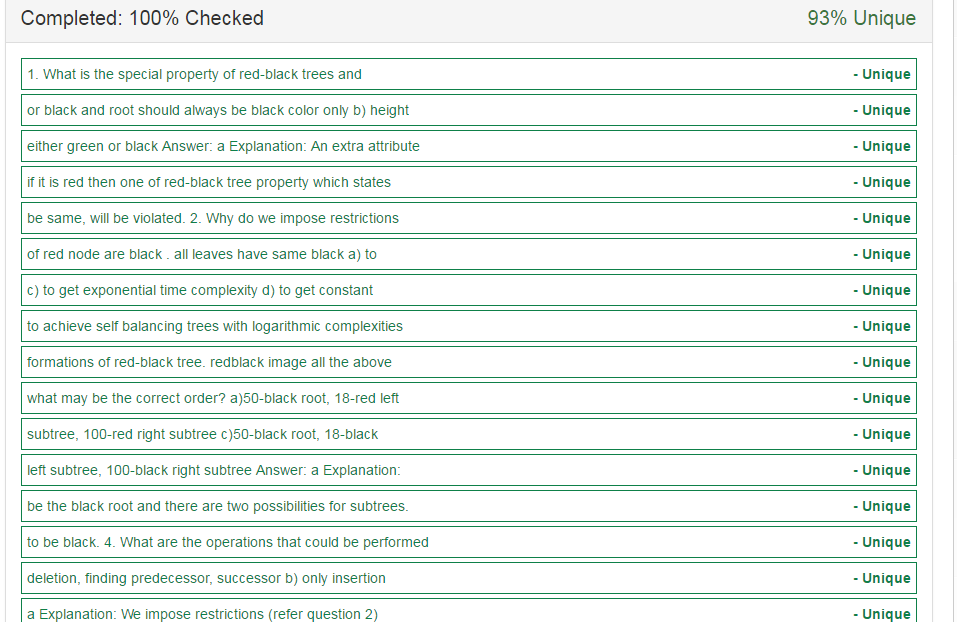 Completed: 100% Checked 93% Unique
1. What is the special property of red-black trees and - Unique
or black and root should always be black color only b) height - Unique
either green or black Answer: a Explanation: An extra attribute - Unique
if it is red then one of red-black tree property which states - Unique
be same, will be violated. 2. Why do we impose restrictions - Unique
of red node are black . all leaves have same black a) to - Unique
c) to get exponential time complexity d) to get constant - Unique
to achieve self balancing trees with logarithmic complexities - Unique
formations of red-black tree. redblack image all the above - Unique
what may be the correct order? a)50-black root, 18-red left - Unique
subtree, 100-red right subtree c)50-black root, 18-black - Unique
left subtree, 100-black right subtree Answer: a Explanation: - Unique
be the black root and there are two possibilities for subtrees. - Unique
to be black. 4. What are the operations that could be performed - Unique
deletion, finding predecessor, successor b) only insertion - Unique
a Explanation: We impose restrictions (refer question 2) - Unique